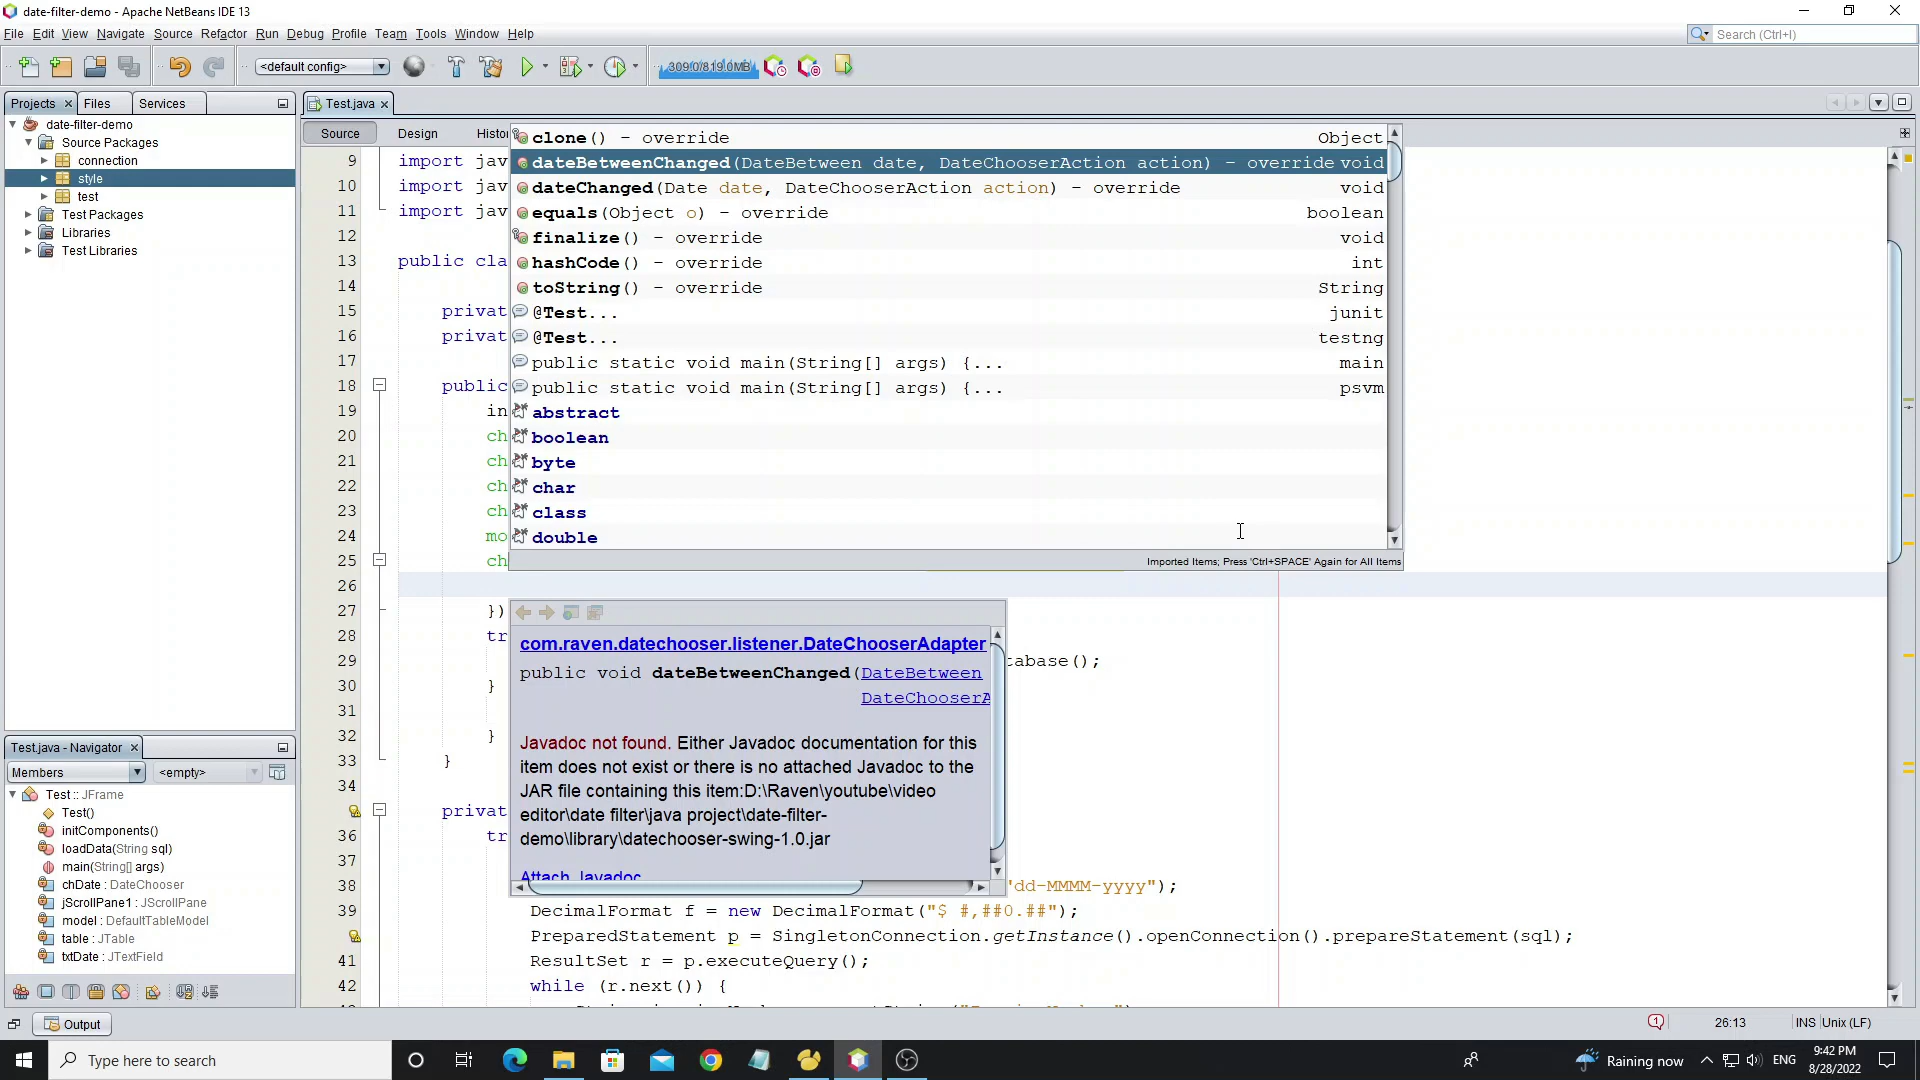 date-filter-demo - Apache NetBeans IDE 13
File Edit View Navigate Source Refactor Run Debug Profile Team Tools Window Help
Search (Ctrl+I)
<default config>
309.0/819.0MB
Projects Files Services
Test.java
date-filter-demo
Source Packages
connection
style
test
Test Packages
Libraries
Test Libraries
Source Design Histor
9 import jav
10 import jav
11 import jav
12
13 public cla
14
15 privat
16 privat
17
18 public
19 in
20 ch
21 ch
22 ch
23 ch
24 mo
25 ch
26
27 })
28 tr
29 tabase();
30 }
31
32 }
33 }
34
privat
36 tr
37
38 'dd-MMMM-yyyy");
39 DecimalFormat f = new DecimalFormat("$ #,##0.##");
PreparedStatement p = SingletonConnection.getInstance().openConnection().prepareStatement(sql);
41 ResultSet r = p.executeQuery();
42 while (r.next()) {
clone() - override Object
dateBetweenChanged(DateBetween date, DateChooserAction action) - override void
dateChanged(Date date, DateChooserAction action) - override void
equals(Object o) - override boolean
finalize() - override void
hashCode() - override int
toString() - override String
@Test... junit
@Test... testng
public static void main(String[] args) {... main
public static void main(String[] args) {... psvm
abstract
boolean
byte
char
class
double
Imported Items; Press 'Ctrl+SPACE' Again for All Items
com.raven.datechooser.listener.DateChooserAdapter
public void dateBetweenChanged(DateBetween
DateChooserA
Javadoc not found. Either Javadoc documentation for this
item does not exist or there is no attached Javadoc to the
JAR file containing this item:D:\Raven\youtube\video
editor\date filter\java project\date-filter-
demo\library\datechooser-swing-1.0.jar
Attach Javadoc
Test.java - Navigator
Members <empty>
Test :: JFrame
Test()
initComponents()
loadData(String sql)
main(String[] args)
chDate : DateChooser
jScrollPane1 : JScrollPane
model : DefaultTableModel
table : JTable
txtDate : JTextField
Output
1 26:13 INS Unix (LF)
Type here to search
Raining now
ENG
9:42 PM
8/28/2022